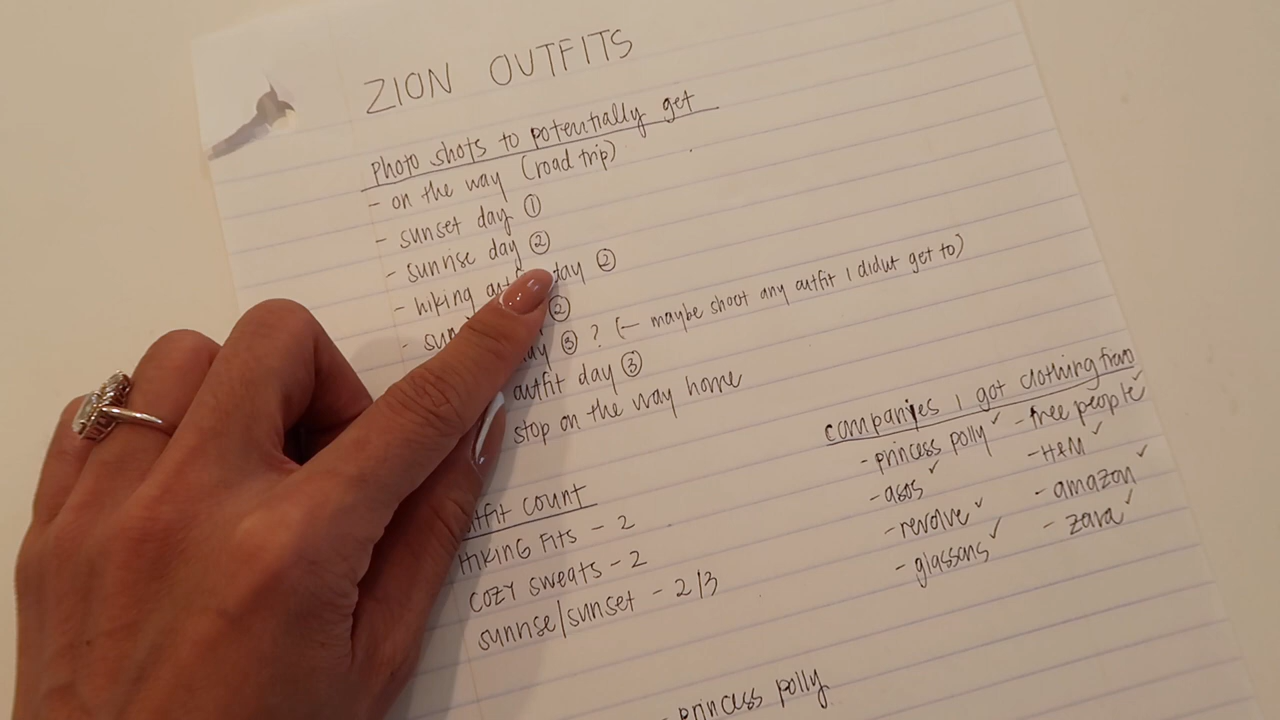 ZION OUTFITS
photo shots to potentially get
- on the way (road trip)
- sunset day ①
- sunrise day ②
- hiking day ②
- ②
③ ? (- maybe shoot any outfit I didnt get to)
outfit day ③
stop on the way home
companies I got clothing from
- princess polly ✓
- free people ✓
- asos ✓
- H&M ✓
- revolve ✓
- amazon ✓
- glassons ✓
- zara ✓
count
HIKING FITS - 2
COZY SWEATS - 2
sunrise/sunset - 2/3
- princess polly